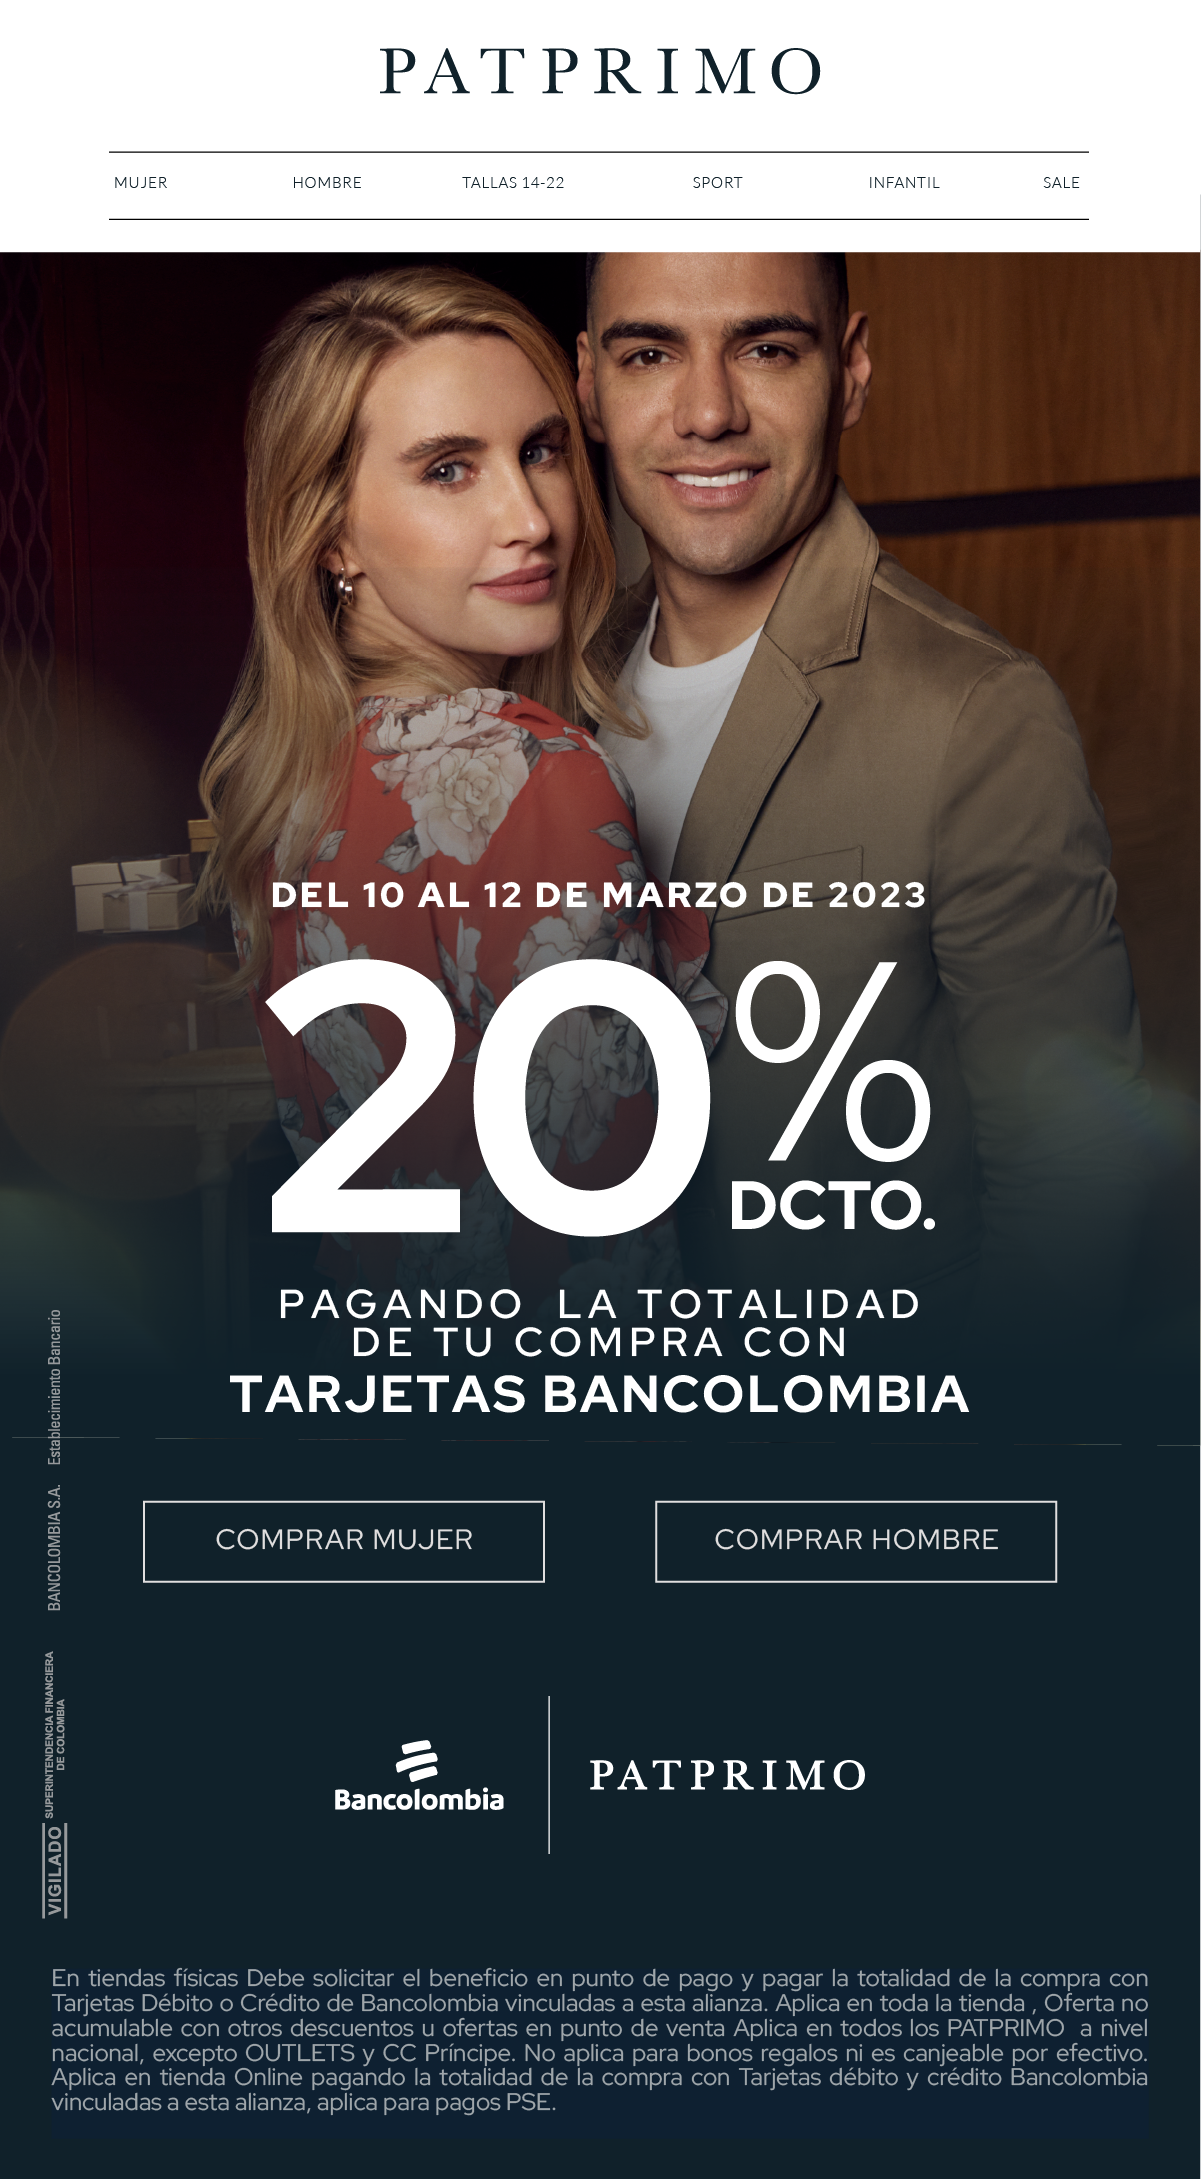 PATPRIMO
MUJER HOMBRE TALLAS 14-22 SPORT INFANTIL SALE
DEL 10 AL 12 DE MARZO DE 2023
20%
DCTO.
PAGANDO LA TOTALIDAD
DE TU COMPRA CON
TARJETAS BANCOLOMBIA
COMPRAR MUJER COMPRAR HOMBRE
BANCOLOMBIA S.A. Establecimiento Bancario
VIGILADO
SUPERINTENDENCIA FINANCIERA
DE COLOMBIA
Bancolombia
PATPRIMO
En tiendas físicas Debe solicitar el beneficio en punto de pago y pagar la totalidad de la compra con
Tarjetas Débito o Crédito de Bancolombia vinculadas a esta alianza. Aplica en toda la tienda , Oferta no
acumulable con otros descuentos u ofertas en punto de venta Aplica en todos los PATPRIMO a nivel
nacional, excepto OUTLETS y CC Príncipe. No aplica para bonos regalos ni es canjeable por efectivo.
Aplica en tienda Online pagando la totalidad de la compra con Tarjetas débito y crédito Bancolombia
vinculadas a esta alianza, aplica para pagos PSE.